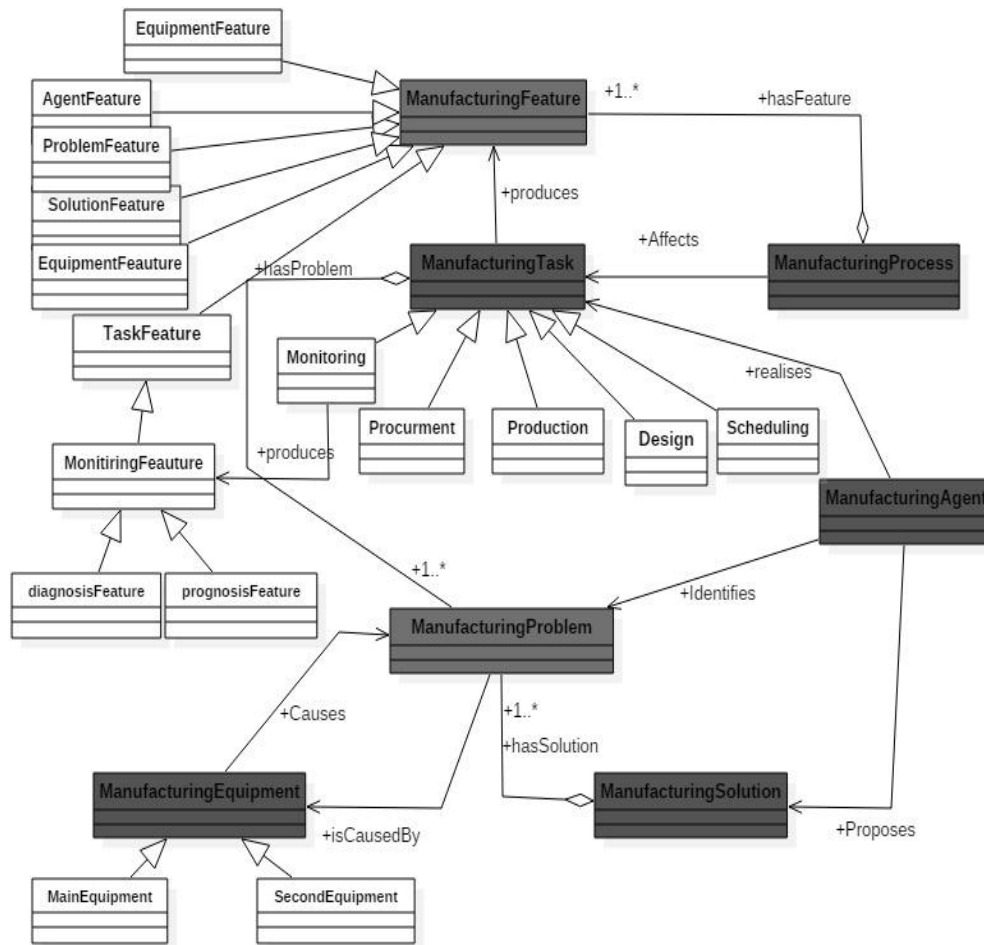 EquipmentFeature
AgentFeature
ManufacturingFeature
+1..*
+hasFeature
ProblemFeature
SolutionFeature
+produces
EquipmentFeauture
+hasProblem
ManufacturingTask
+Affects
ManufacturingProcess
TaskFeature
Monitoring
+realises
Procurment
Production
Design
Scheduling
MonitiringFeauture
+produces
ManufacturingAgent
diagnosisFeature
prognosisFeature
+1..*
+Identifies
ManufacturingProblem
+Causes
+1..*
+hasSolution
ManufacturingEquipment
ManufacturingSolution
+isCausedBy
+Proposes
MainEquipment
SecondEquipment